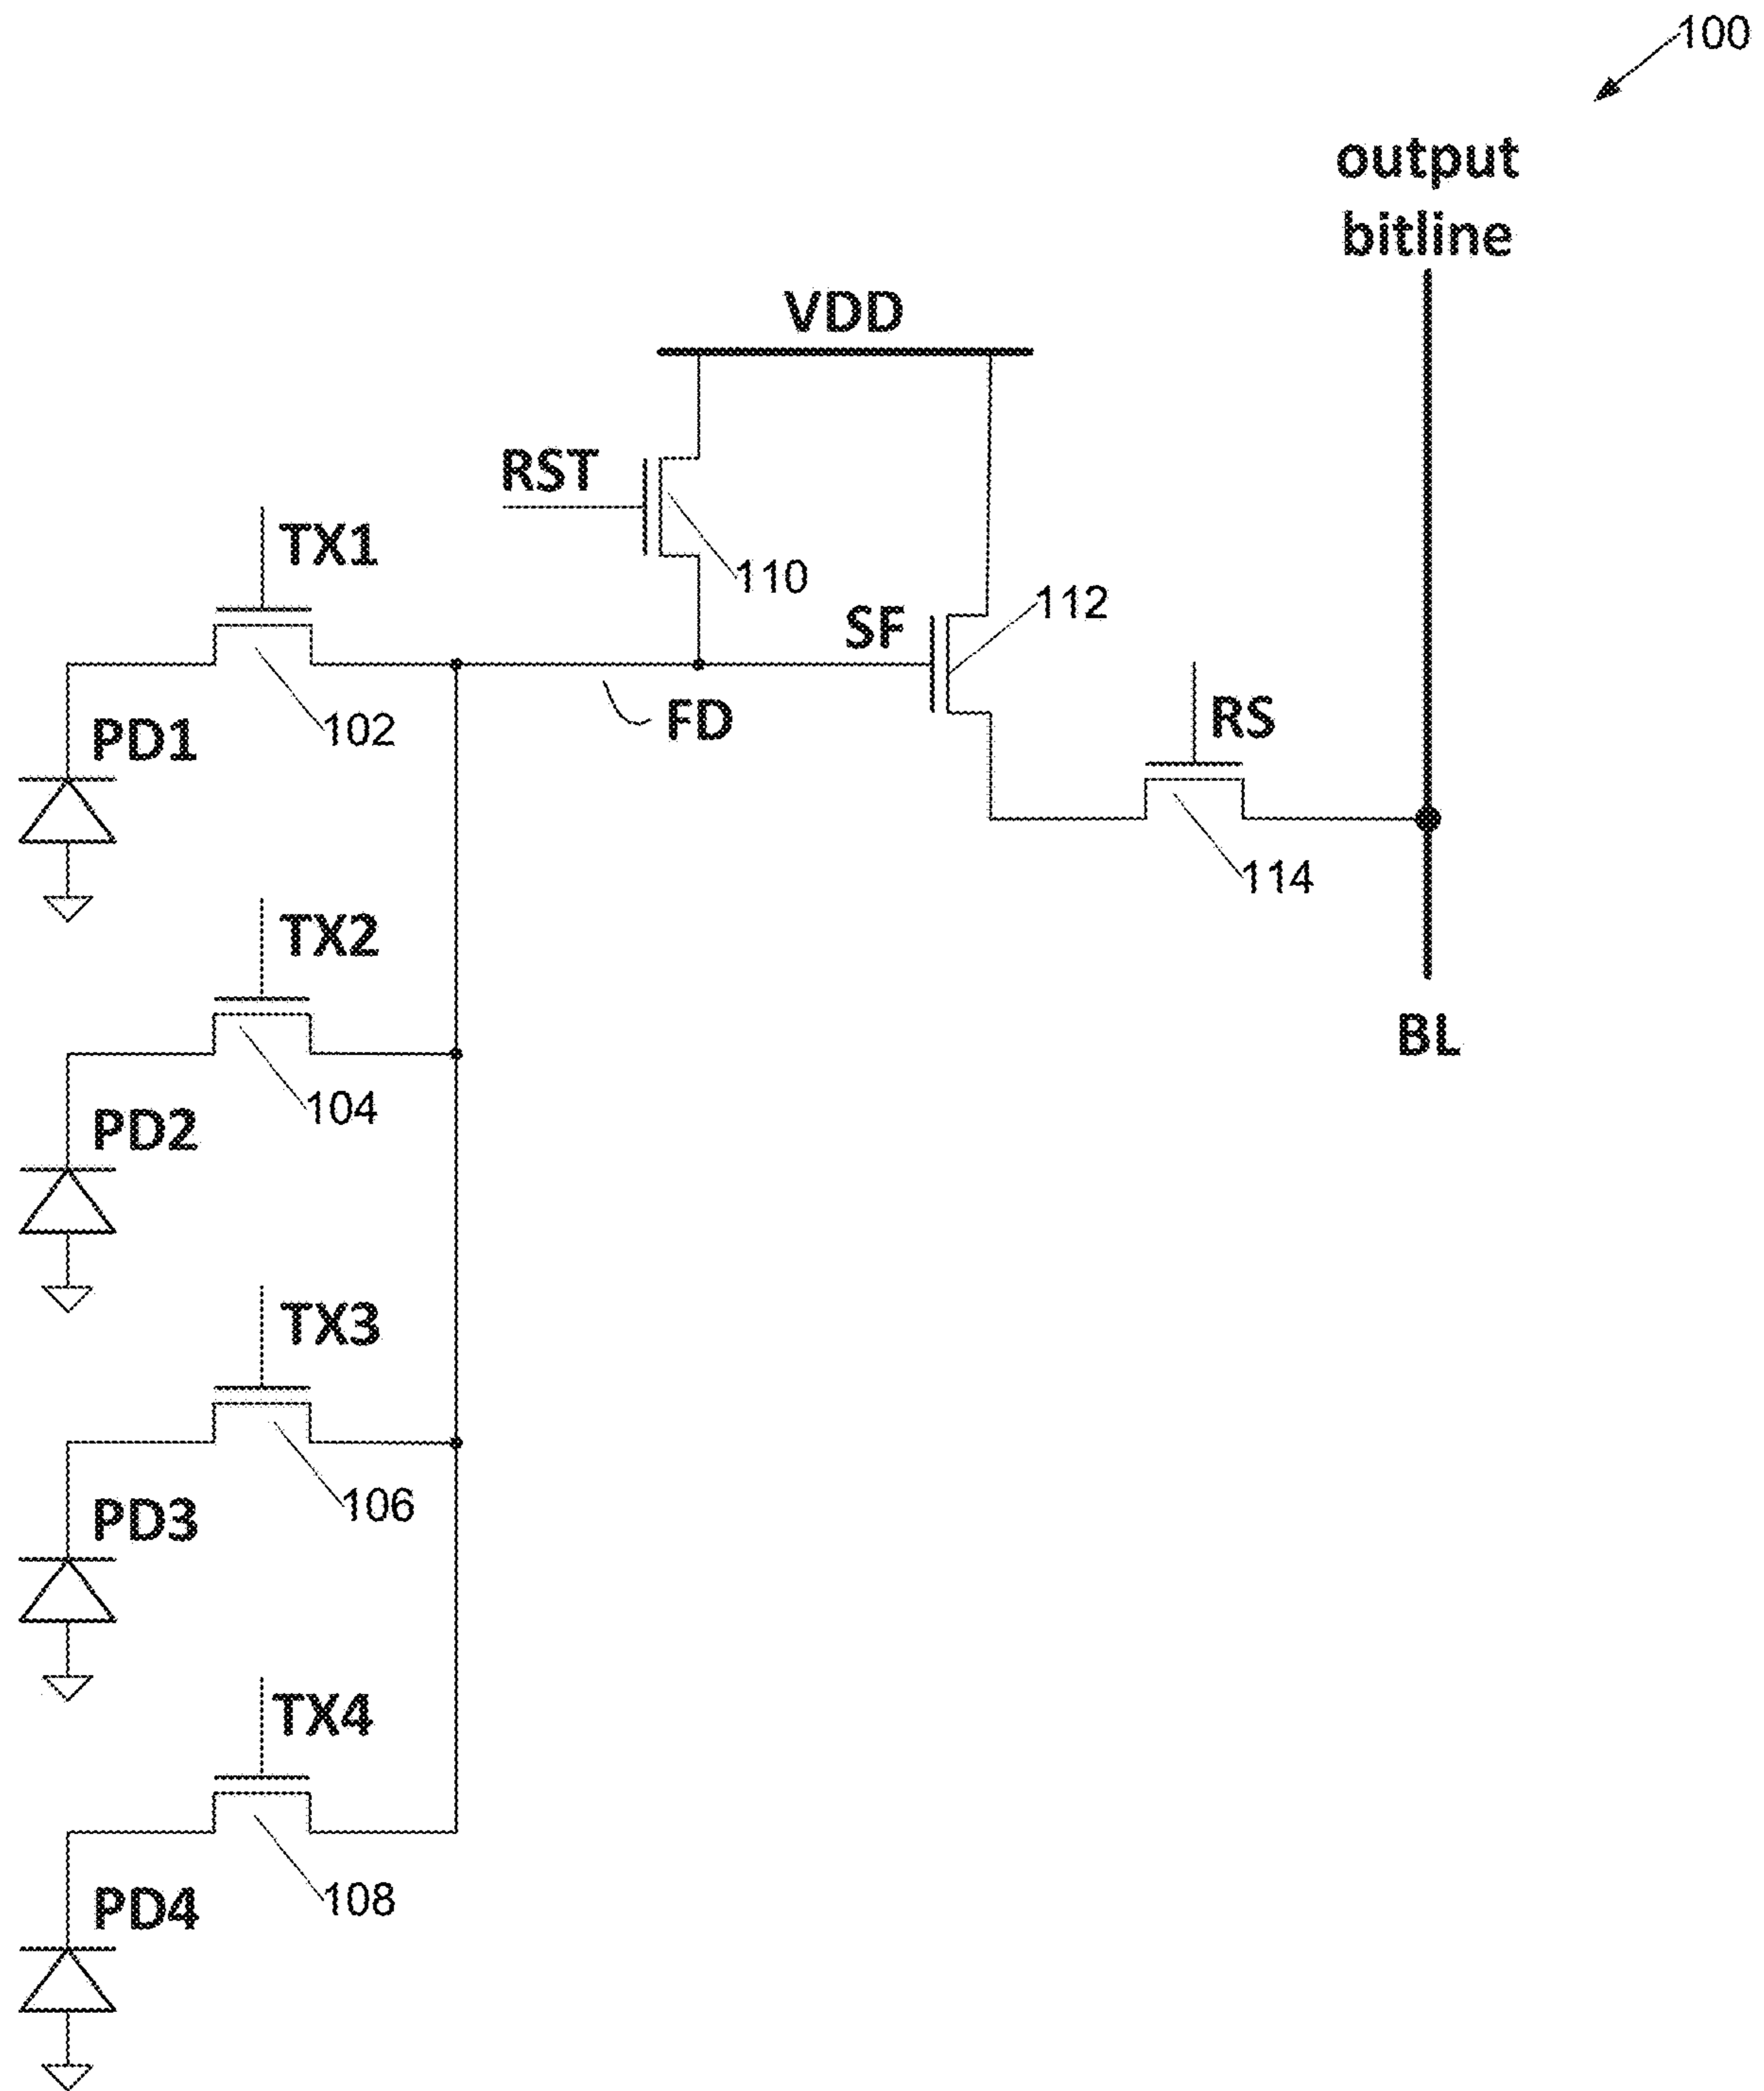 100
output
bitline
VDD
RST
110
TX1
SF
112
102
FD
RS
PD1
114
TX2
BL
104
PD2
TX3
106
PD3
TX4
108
PD4